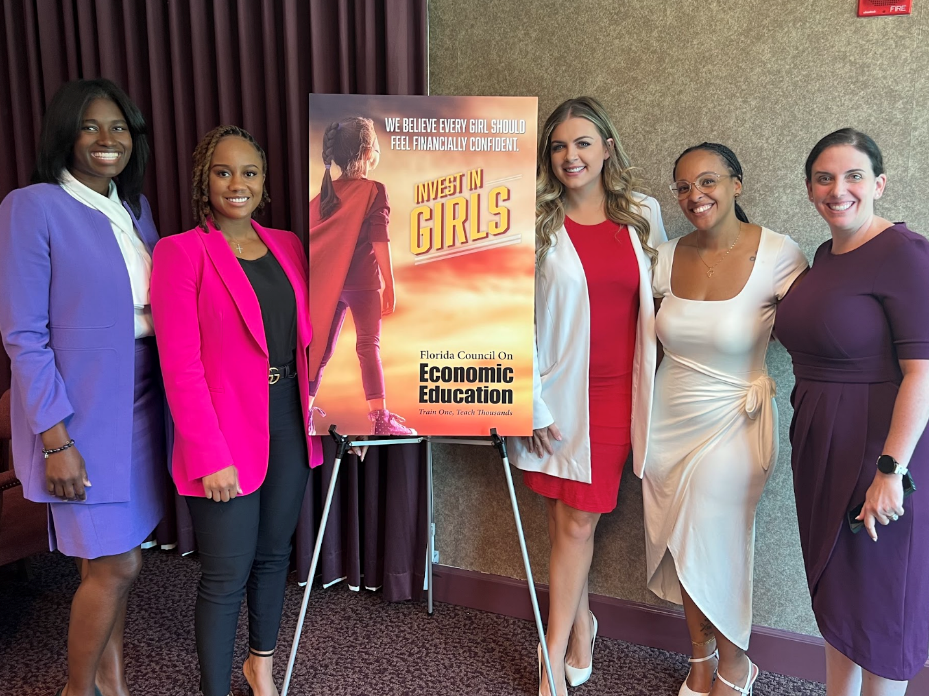 WE BELIEVE EVERY GIRL SHOULD
FEEL FINANCIALLY CONFIDENT.
INVEST IN
GIRLS
Florida Council On
Economic
Education
Train One, Teach Thousands
FIRE